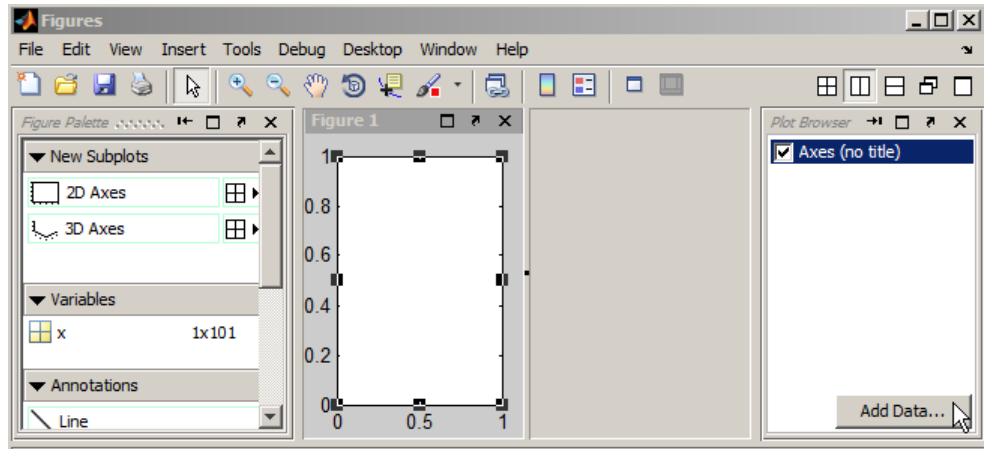 Figures
File Edit View Insert Tools Debug Desktop Window Help
Figure Palette
New Subplots
2D Axes
3D Axes
Variables
x 1x101
Annotations
Line
Figure 1
1
0.8
0.6
0.4
0.2
0
0 0.5 1
Plot Browser
Axes (no title)
Add Data...